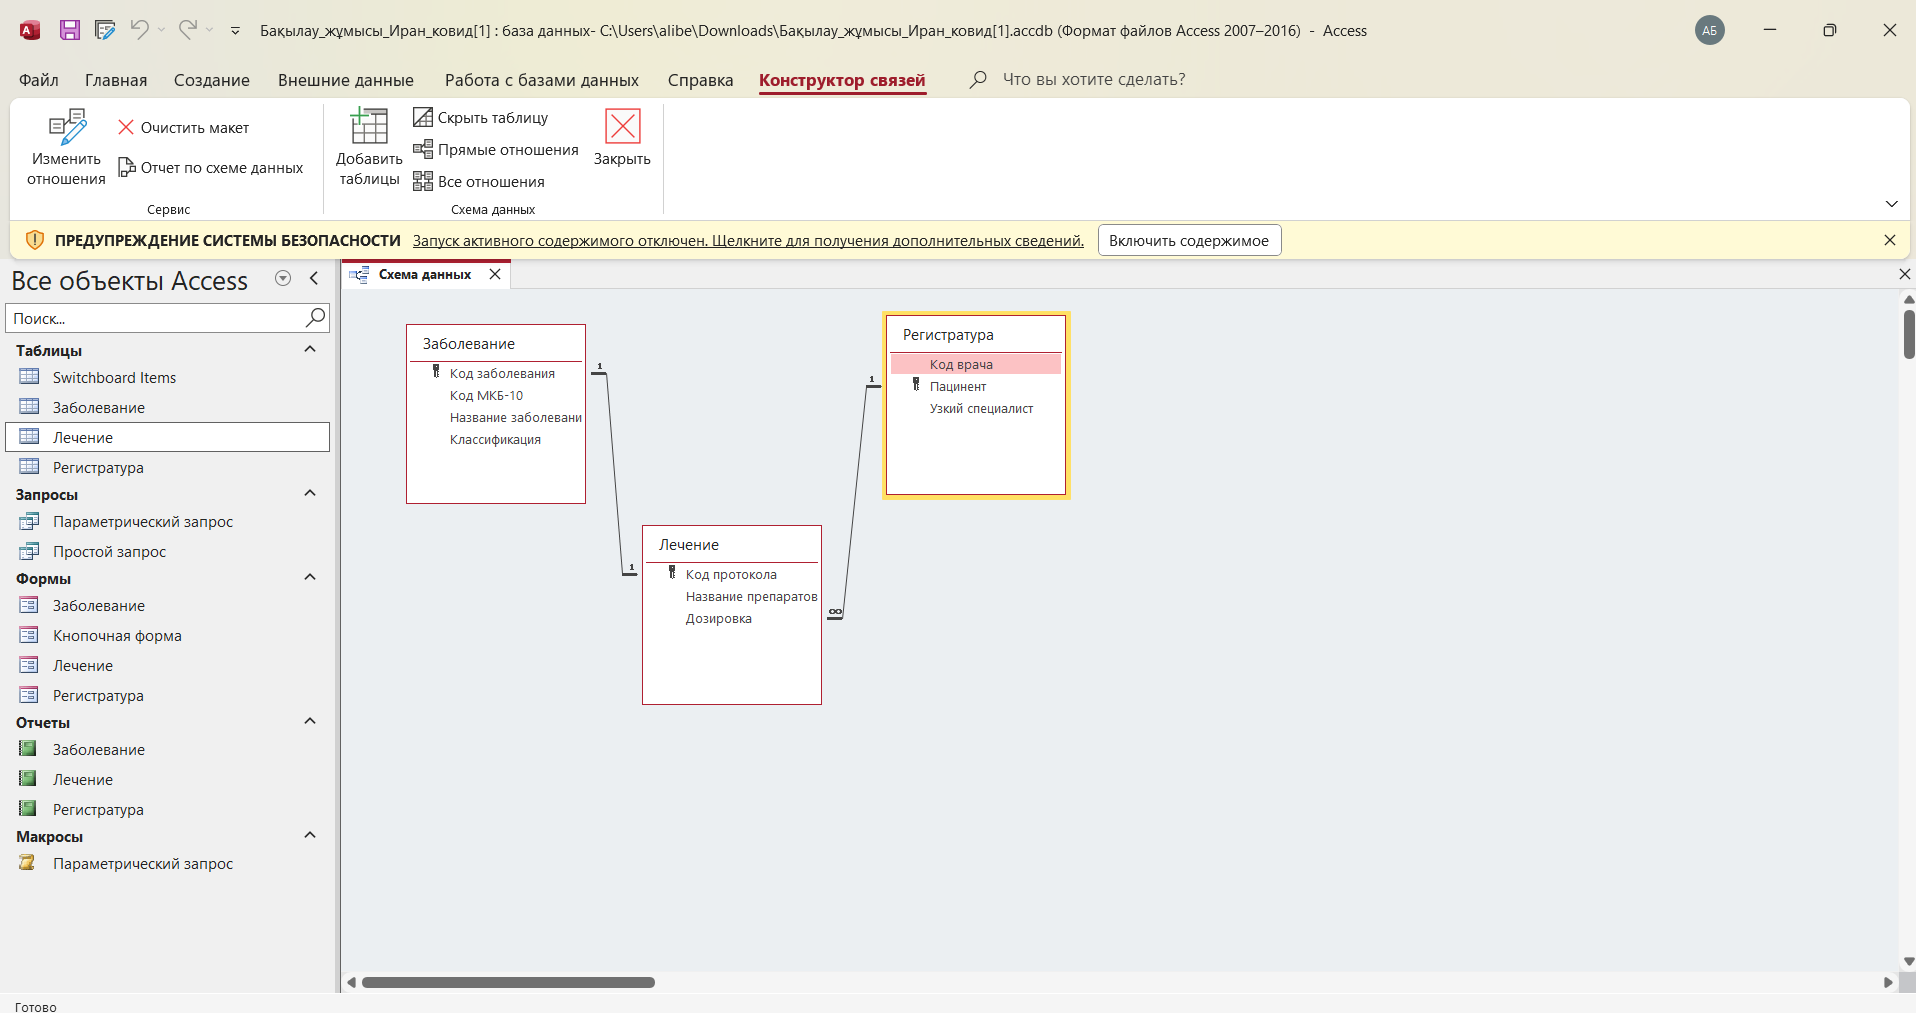 Бақылау_жұмысы_Иран_ковид[1] : база данных- C:\Users\alibe\Downloads\Бақылау_жұмысы_Иран_ковид[1].accdb (Формат файлов Access 2007–2016) - Access
АБ
Файл Главная Создание Внешние данные Работа с базами данных Справка Конструктор связей Что вы хотите сделать?
Изменить отношения
Очистить макет
Отчет по схеме данных
Сервис
Добавить таблицы
Скрыть таблицу
Прямые отношения
Все отношения
Закрыть
Схема данных
ПРЕДУПРЕЖДЕНИЕ СИСТЕМЫ БЕЗОПАСНОСТИ Запуск активного содержимого отключен. Щелкните для получения дополнительных сведений. Включить содержимое
Все объекты Access
Поиск...
Таблицы
Switchboard Items
Заболевание
Лечение
Регистратура
Запросы
Параметрический запрос
Простой запрос
Формы
Заболевание
Кнопочная форма
Лечение
Регистратура
Отчеты
Заболевание
Лечение
Регистратура
Макросы
Параметрический запрос
Схема данных
Заболевание
Код заболевания
Код МКБ-10
Название заболевани
Классификация
1
1
Лечение
Код протокола
Название препаратов
Дозировка
∞
1
Регистратура
Код врача
Пацинент
Узкий специалист
Готово